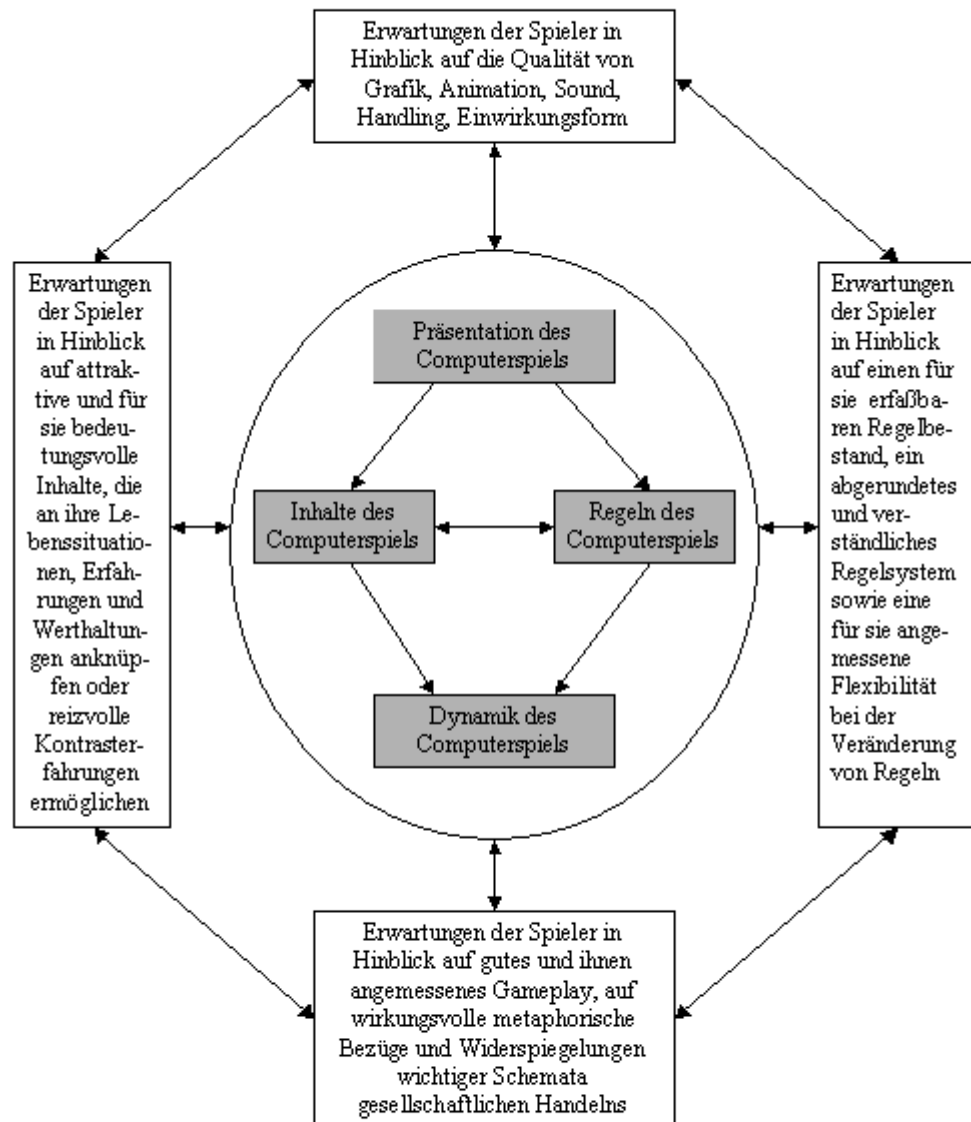 Erwartungen der Spieler in
Hinblick auf die Qualität von
Grafik, Animation, Sound,
Handling, Einwirkungsform
Erwartungen
der Spieler
in Hinblick
auf attrak-
tive und für
sie bedeu-
tungsvolle
Inhalte, die
an ihre Le-
benssituatio-
nen, Erfah-
rungen und
Werthaltun-
gen anknüp-
fen oder
reizvolle
Kontraster-
fahrungen
ermöglichen
Präsentation des
Computerspiels
Inhalte des
Computerspiels
Regeln des
Computerspiels
Dynamik des
Computerspiels
Erwartungen
der Spieler
in Hinblick
auf einen für
sie erfaßba-
ren Regelbe-
stand, ein
abgerundetes
und ver-
ständliches
Regelsystem
sowie eine
für sie ange-
messene
Flexibilität
bei der
Veränderung
von Regeln
Erwartungen der Spieler in
Hinblick auf gutes und ihnen
angemessenes Gameplay, auf
wirkungsvolle metaphorische
Bezüge und Widerspiegelungen
wichtiger Schemata
gesellschaftlichen Handelns